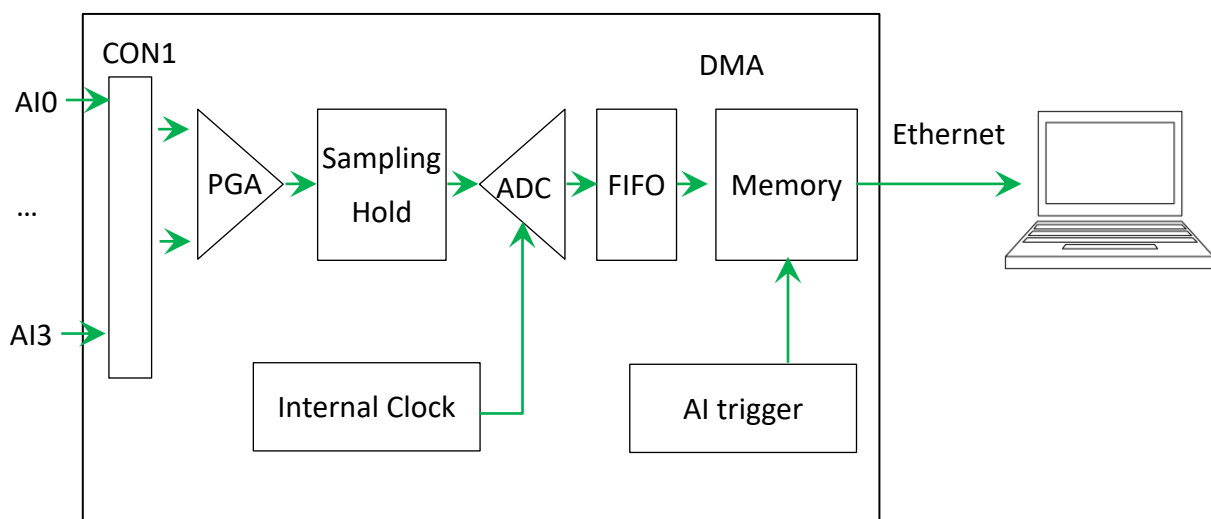 CON1
DMA
AI0
...
AI3
PGA
Sampling
Hold
ADC
FIFO
Memory
Ethernet
Internal Clock
AI trigger